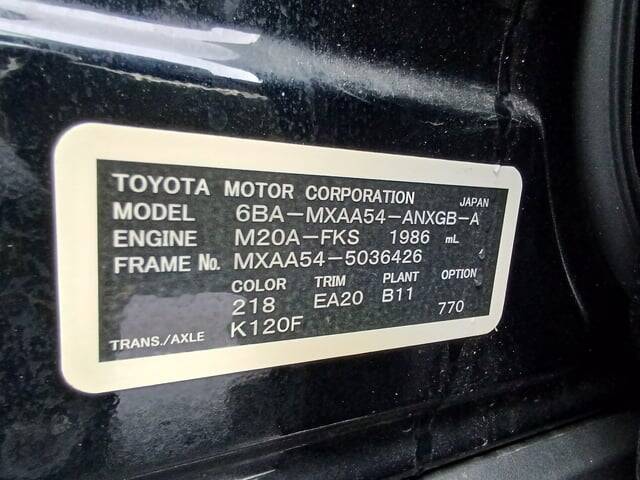 TOYOTA MOTOR CORPORATION JAPAN
MODEL 6BA-MXAA54-ANXGB-A
ENGINE M20A-FKS 1986 mL
FRAME No. MXAA54-5036426
COLOR TRIM PLANT OPTION
218 EA20 B11 770
TRANS./AXLE K120F